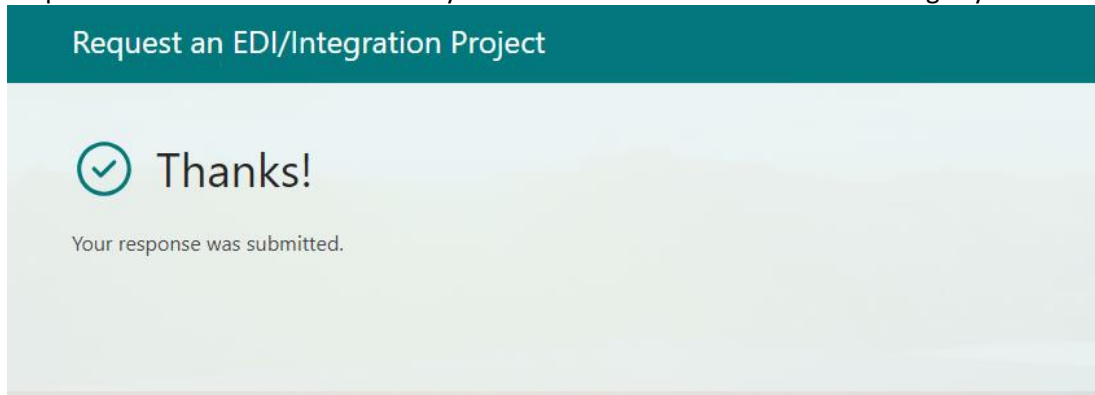 Request an EDI/Integration Project
Thanks!
Your response was submitted.